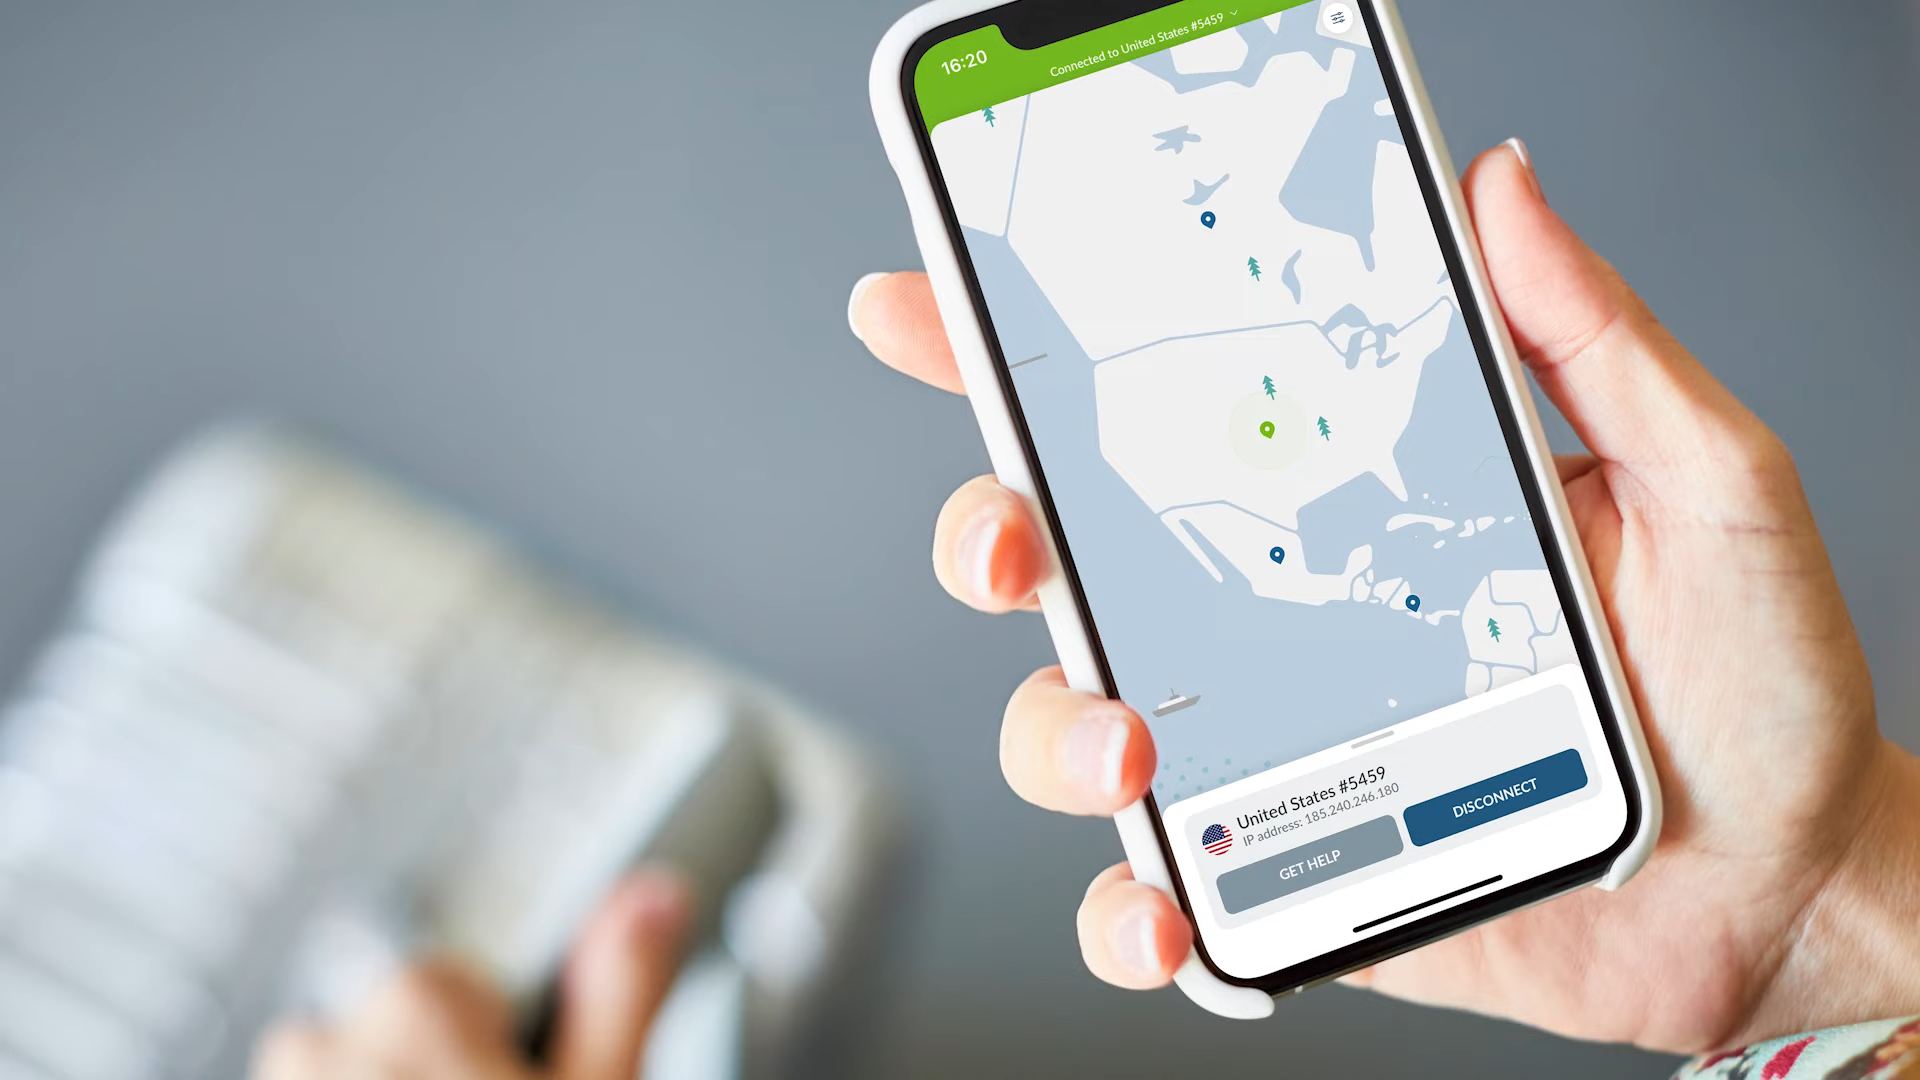 16:20
Connected to United States #5459
United States #5459
IP address: 185.240.246.180
GET HELP
DISCONNECT